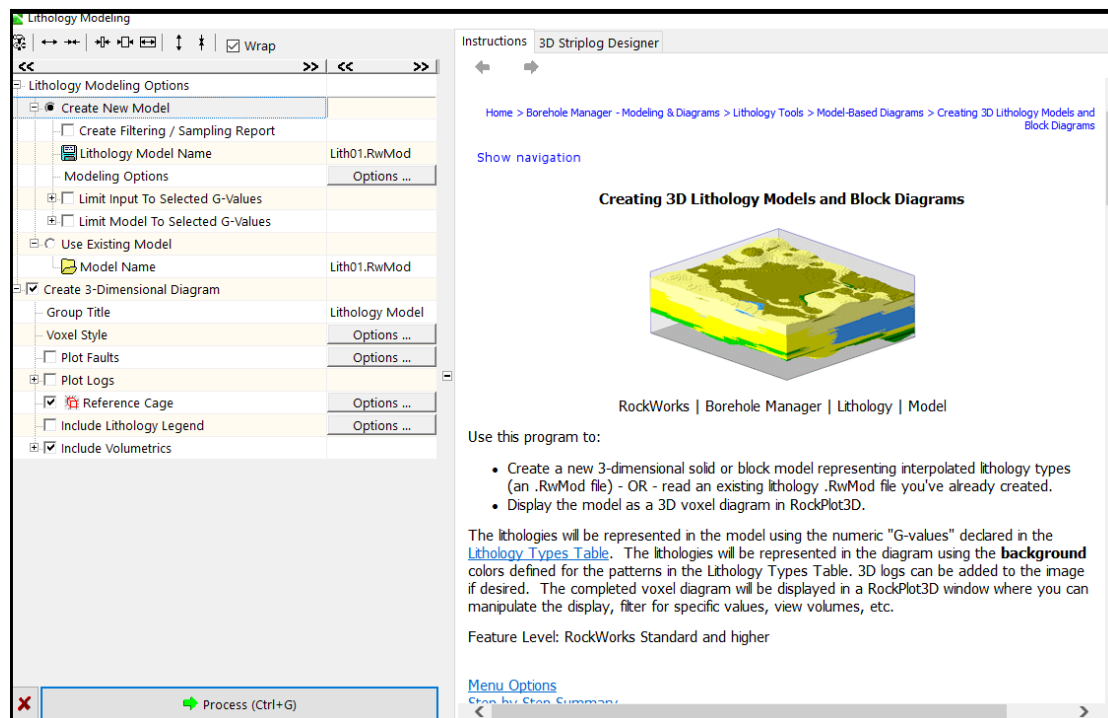 Lithology Modeling
Wrap
<< >> << >>
Lithology Modeling Options
Create New Model
Create Filtering / Sampling Report
Lithology Model Name Lith01.RwMod
Modeling Options Options ...
Limit Input To Selected G-Values
Limit Model To Selected G-Values
Use Existing Model
Model Name Lith01.RwMod
Create 3-Dimensional Diagram
Group Title Lithology Model
Voxel Style Options ...
Plot Faults Options ...
Plot Logs
Reference Cage Options ...
Include Lithology Legend Options ...
Include Volumetrics
Process (Ctrl+G)
Instructions 3D Striplog Designer
Home > Borehole Manager - Modeling & Diagrams > Lithology Tools > Model-Based Diagrams > Creating 3D Lithology Models and
Block Diagrams
Show navigation
Creating 3D Lithology Models and Block Diagrams
RockWorks | Borehole Manager | Lithology | Model
Use this program to:
• Create a new 3-dimensional solid or block model representing interpolated lithology types
(an .RwMod file) - OR - read an existing lithology .RwMod file you've already created.
• Display the model as a 3D voxel diagram in RockPlot3D.
The lithologies will be represented in the model using the numeric "G-values" declared in the
Lithology Types Table. The lithologies will be represented in the diagram using the background
colors defined for the patterns in the Lithology Types Table. 3D logs can be added to the image
if desired. The completed voxel diagram will be displayed in a RockPlot3D window where you can
manipulate the display, filter for specific values, view volumes, etc.
Feature Level: RockWorks Standard and higher
Menu Options
Step by Step Summary